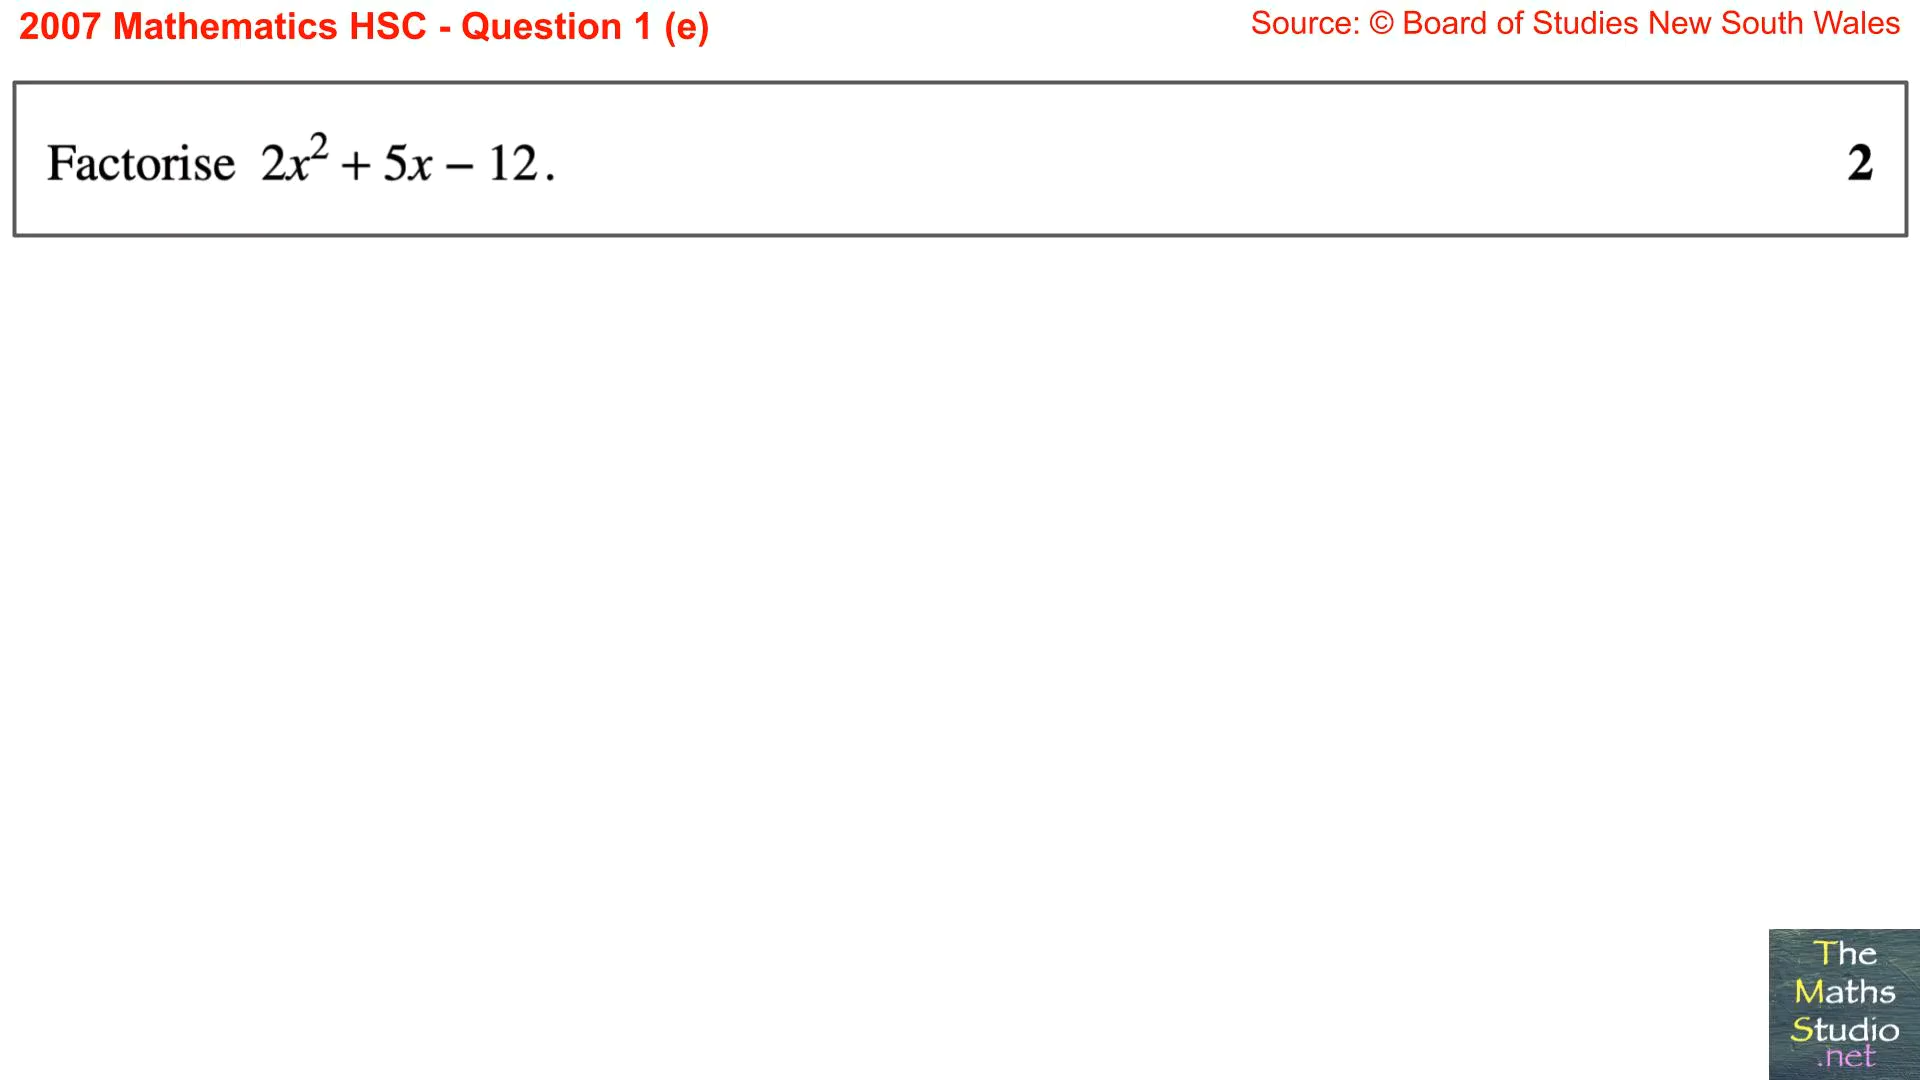 2007 Mathematics HSC - Question 1 (e)
Source: © Board of Studies New South Wales
Factorise 2x² + 5x – 12. 2
The
Maths
Studio
.net